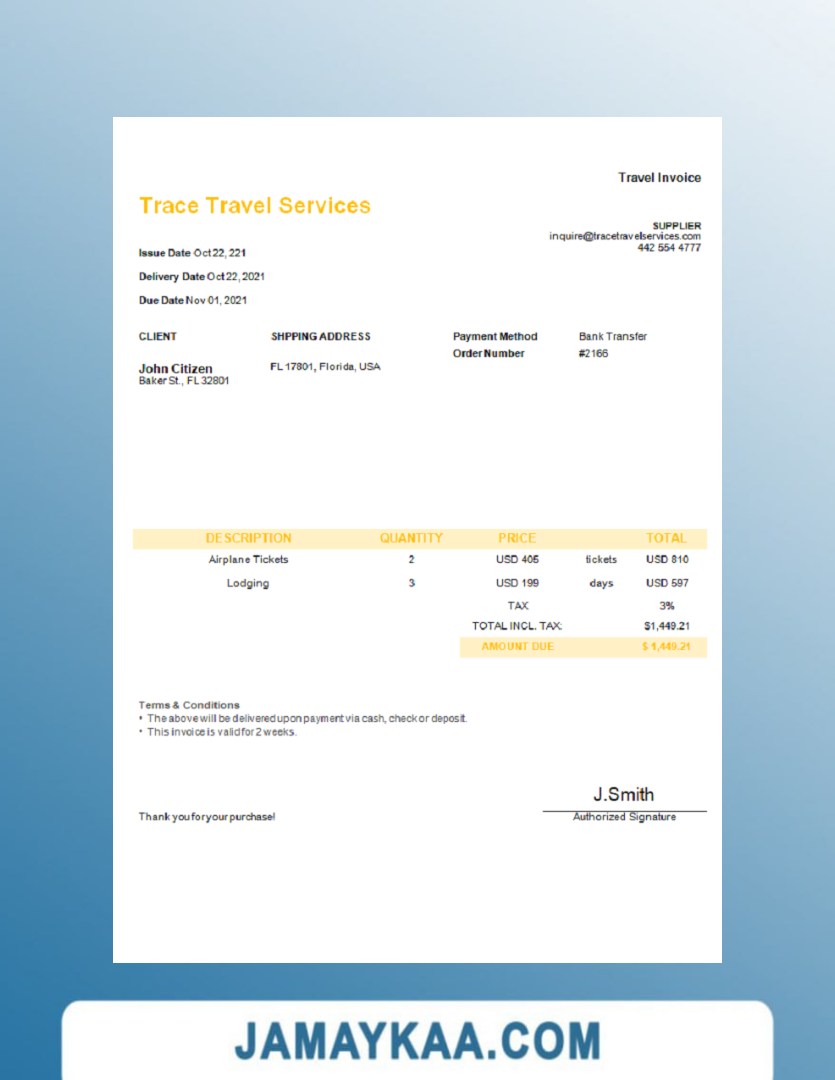 Travel Invoice
Trace Travel Services
SUPPLIER
inquire@tracetravelservices.com
442 554 4777
Issue Date Oct 22, 221
Delivery Date Oct 22, 2021
Due Date Nov 01, 2021
CLIENT SHPPING ADDRESS Payment Method Bank Transfer
Order Number #2166
John Citizen FL 17801, Florida, USA
Baker St., FL 32801
DESCRIPTION QUANTITY PRICE TOTAL
Airplane Tickets 2 USD 405 tickets USD 810
Lodging 3 USD 199 days USD 597
TAX 3%
TOTAL INCL. TAX: $1,449.21
AMOUNT DUE $ 1,449.21
Terms & Conditions
• The above will be delivered upon payment via cash, check or deposit.
• This invoice is valid for 2 weeks.
J.Smith
Thank you for your purchase! Authorized Signature
JAMAYKAA.COM